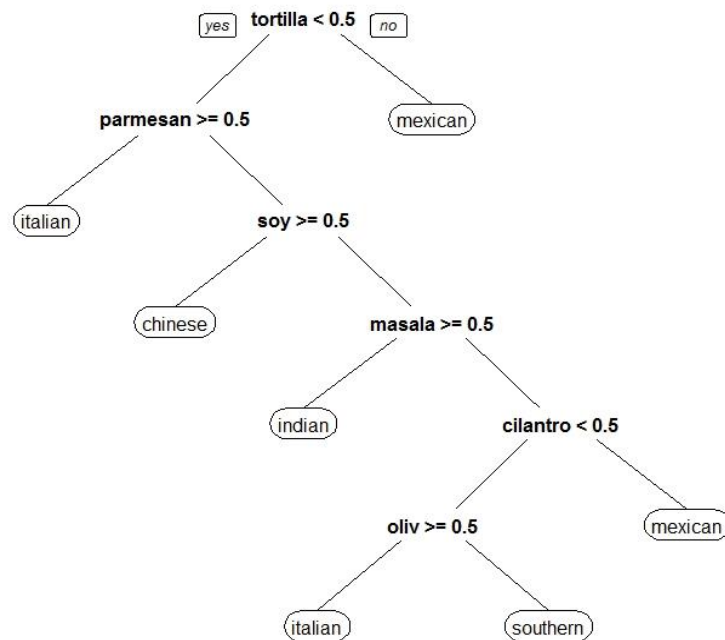 yes tortilla < 0.5 no
parmesan >= 0.5
mexican
italian
soy >= 0.5
chinese
masala >= 0.5
indian
cilantro < 0.5
oliv >= 0.5
mexican
italian
southern